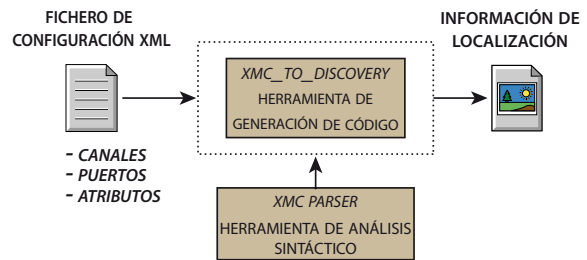 FICHERO DE
CONFIGURACIÓN XML
- CANALES
- PUERTOS
- ATRIBUTOS
XMC_TO_DISCOVERY
HERRAMIENTA DE
GENERACIÓN DE CÓDIGO
XMC PARSER
HERRAMIENTA DE ANÁLISIS
SINTÁCTICO
INFORMACIÓN DE
LOCALIZACIÓN